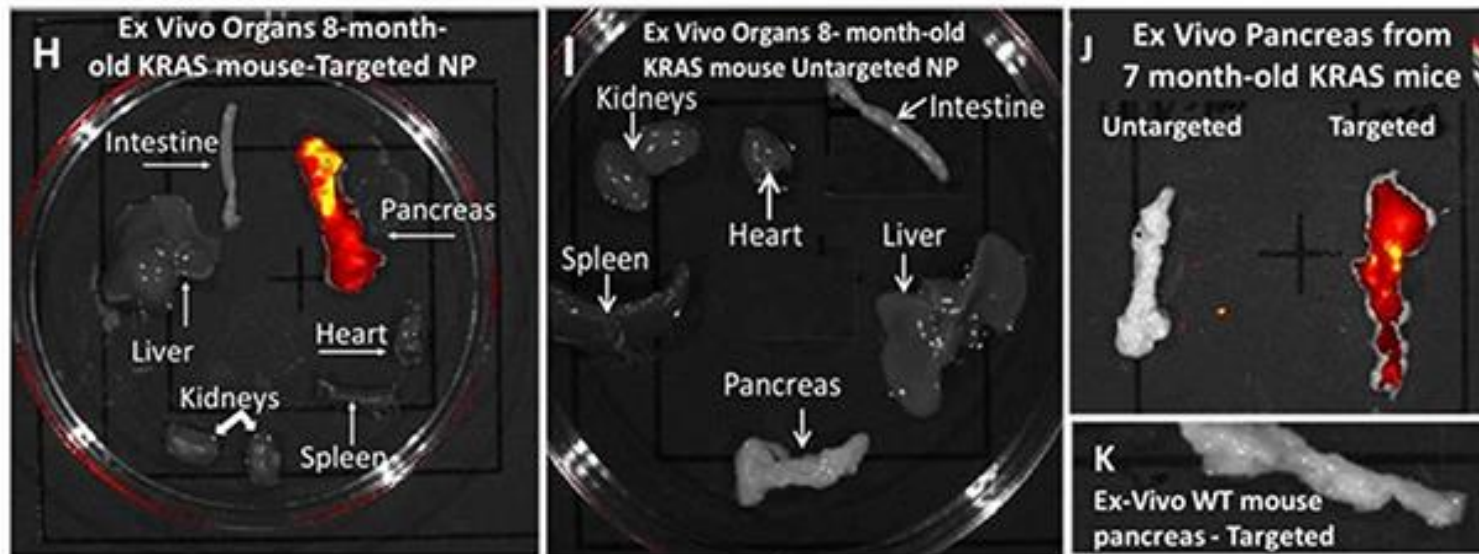 H
Ex Vivo Organs 8-month-
old KRAS mouse-Targeted NP
Intestine
Pancreas
Liver
Heart
Kidneys
Spleen
I
Ex Vivo Organs 8- month-old
KRAS mouse Untargeted NP
Kidneys
Intestine
Heart
Spleen
Liver
Pancreas
J
Ex Vivo Pancreas from
7 month-old KRAS mice
Untargeted
Targeted
K
Ex-Vivo WT mouse
pancreas - Targeted